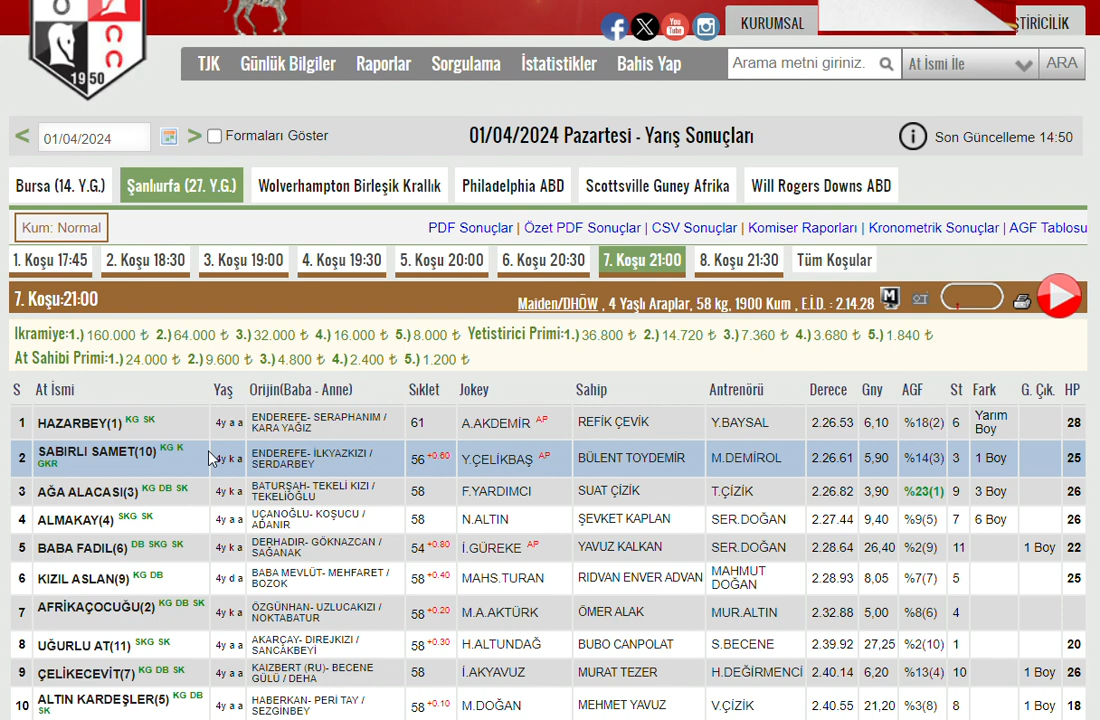 C C
1950
You Tube
KURUMSAL
ŞTİRİCİLİK
TJK Günlük Bilgiler Raporlar Sorgulama İstatistikler Bahis Yap
Arama metni giriniz. At İsmi İle ARA
< 01/04/2024 > Formaları Göster 01/04/2024 Pazartesi - Yarış Sonuçları Son Güncelleme 14:50
Bursa (14. Y.G.) Şanlıurfa (27. Y.G.) Wolverhampton Birleşik Krallık Philadelphia ABD Scottsville Guney Afrika Will Rogers Downs ABD
Kum: Normal PDF Sonuçlar | Özet PDF Sonuçlar | CSV Sonuçlar | Komiser Raporları | Kronometrik Sonuçlar | AGF Tablosu
1. Koşu 17:45 2. Koşu 18:30 3. Koşu 19:00 4. Koşu 19:30 5. Koşu 20:00 6. Koşu 20:30 7. Koşu 21:00 8. Koşu 21:30 Tüm Koşular
7. Koşu:21:00 Maiden/DHÖW , 4 Yaşlı Araplar, 58 kg, 1900 Kum , E.İ.D. : 2.14.28 M
İkramiye:1.) 160.000 ₺ 2.) 64.000 ₺ 3.) 32.000 ₺ 4.) 16.000 ₺ 5.) 8.000 ₺ Yetistirici Primi:1.) 36.800 ₺ 2.) 14.720 ₺ 3.) 7.360 ₺ 4.) 3.680 ₺ 5.) 1.840 ₺
At Sahibi Primi:1.) 24.000 ₺ 2.) 9.600 ₺ 3.) 4.800 ₺ 4.) 2.400 ₺ 5.) 1.200 ₺
S At İsmi Yaş Orijin(Baba - Anne) Sıklet Jokey Sahip Antrenörü Derece Gny AGF St Fark G. Çık. HP
1 HAZARBEY(1) KG SK 4y a a ENDEREFE- SERAPHANIM / KARA YAĞIZ 61 A.AKDEMİR AP REFİK ÇEVİK Y.BAYSAL 2.26.53 6,10 %18(2) 6 Yarım Boy 28
2 SABIRLI SAMET(10) KG K GKR 4y k a ENDEREFE- İLKYAZKIZI / SERDARBEY 56 +0.60 Y.ÇELİKBAŞ AP BÜLENT TOYDEMİR M.DEMİROL 2.26.61 5,90 %14(3) 3 1 Boy 25
3 AĞA ALACASI(3) KG DB SK 4y k a BATURŞAH- TEKELİ KIZI / TEKELİOĞLU 58 F.YARDIMCI SUAT ÇİZİK T.ÇİZİK 2.26.82 3,90 %23(1) 9 3 Boy 26
4 ALMAKAY(4) SKG SK 4y a a UÇANOĞLU- KOŞUCU / ADANIR 58 N.ALTIN ŞEVKET KAPLAN SER.DOĞAN 2.27.44 9,40 %9(5) 7 6 Boy 26
5 BABA FADIL(6) DB SKG SK 4y k a DERHADIR- GÖKNAZCAN / SAĞANAK 54 +0.80 İ.GÜREKE AP YAVUZ KALKAN SER.DOĞAN 2.28.64 26,40 %2(9) 11 1 Boy 22
6 KIZIL ASLAN(9) KG DB 4y d a BABA MEVLÜT- MEHFARET / BOZOK 58 +0.40 MAHS.TURAN RIDVAN ENVER ADVAN MAHMUT DOĞAN 2.28.93 8,05 %7(7) 5 1 Boy 25
7 AFRİKAÇOCUĞU(2) KG DB SK 4y k a ÖZGÜNHAN- UZLUCAKIZI / NOKTABATUR 58 +0.20 M.A.AKTÜRK ÖMER ALAK MUR.ALTIN 2.32.88 5,00 %8(6) 4
8 UĞURLU AT(11) SKG SK 4y a a AKARÇAY- DIREJKIZI / SANCAKBEYİ 58 +0.30 H.ALTUNDAĞ BUBO CANPOLAT S.BECENE 2.39.92 27,25 %2(10) 1 20
9 ÇELİKECEVİT(7) KG DB SK 4y a a KAIZBERT (RU)- BECENE GÜLÜ / DEHA 58 İ.AKYAVUZ MURAT TEZER H.DEĞİRMENCİ 2.40.14 6,20 %13(4) 10 1 Boy 26
10 ALTIN KARDEŞLER(5) KG DB SK 4y a a HABERKAN- PERİ TAY / SEZGİNBEY 58 +0.10 M.DOĞAN MEHMET YAVUZ V.ÇİZİK 2.40.55 21,20 %3(8) 8 1 Boy 18